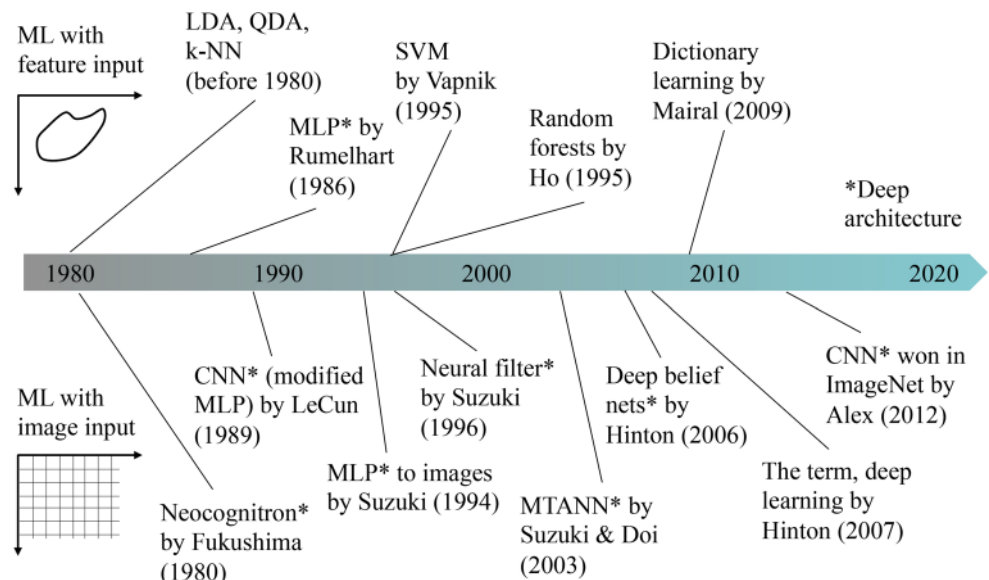 ML with
feature input
LDA, QDA,
k-NN
(before 1980)
MLP* by
Rumelhart
(1986)
SVM
by Vapnik
(1995)
Random
forests by
Ho (1995)
Dictionary
learning by
Mairal (2009)
*Deep
architecture
1980 1990 2000 2010 2020
ML with
image input
Neocognitron*
by Fukushima
(1980)
CNN* (modified
MLP) by LeCun
(1989)
MLP* to images
by Suzuki (1994)
Neural filter*
by Suzuki
(1996)
MTANN* by
Suzuki & Doi
(2003)
Deep belief
nets* by
Hinton (2006)
The term, deep
learning by
Hinton (2007)
CNN* won in
ImageNet by
Alex (2012)